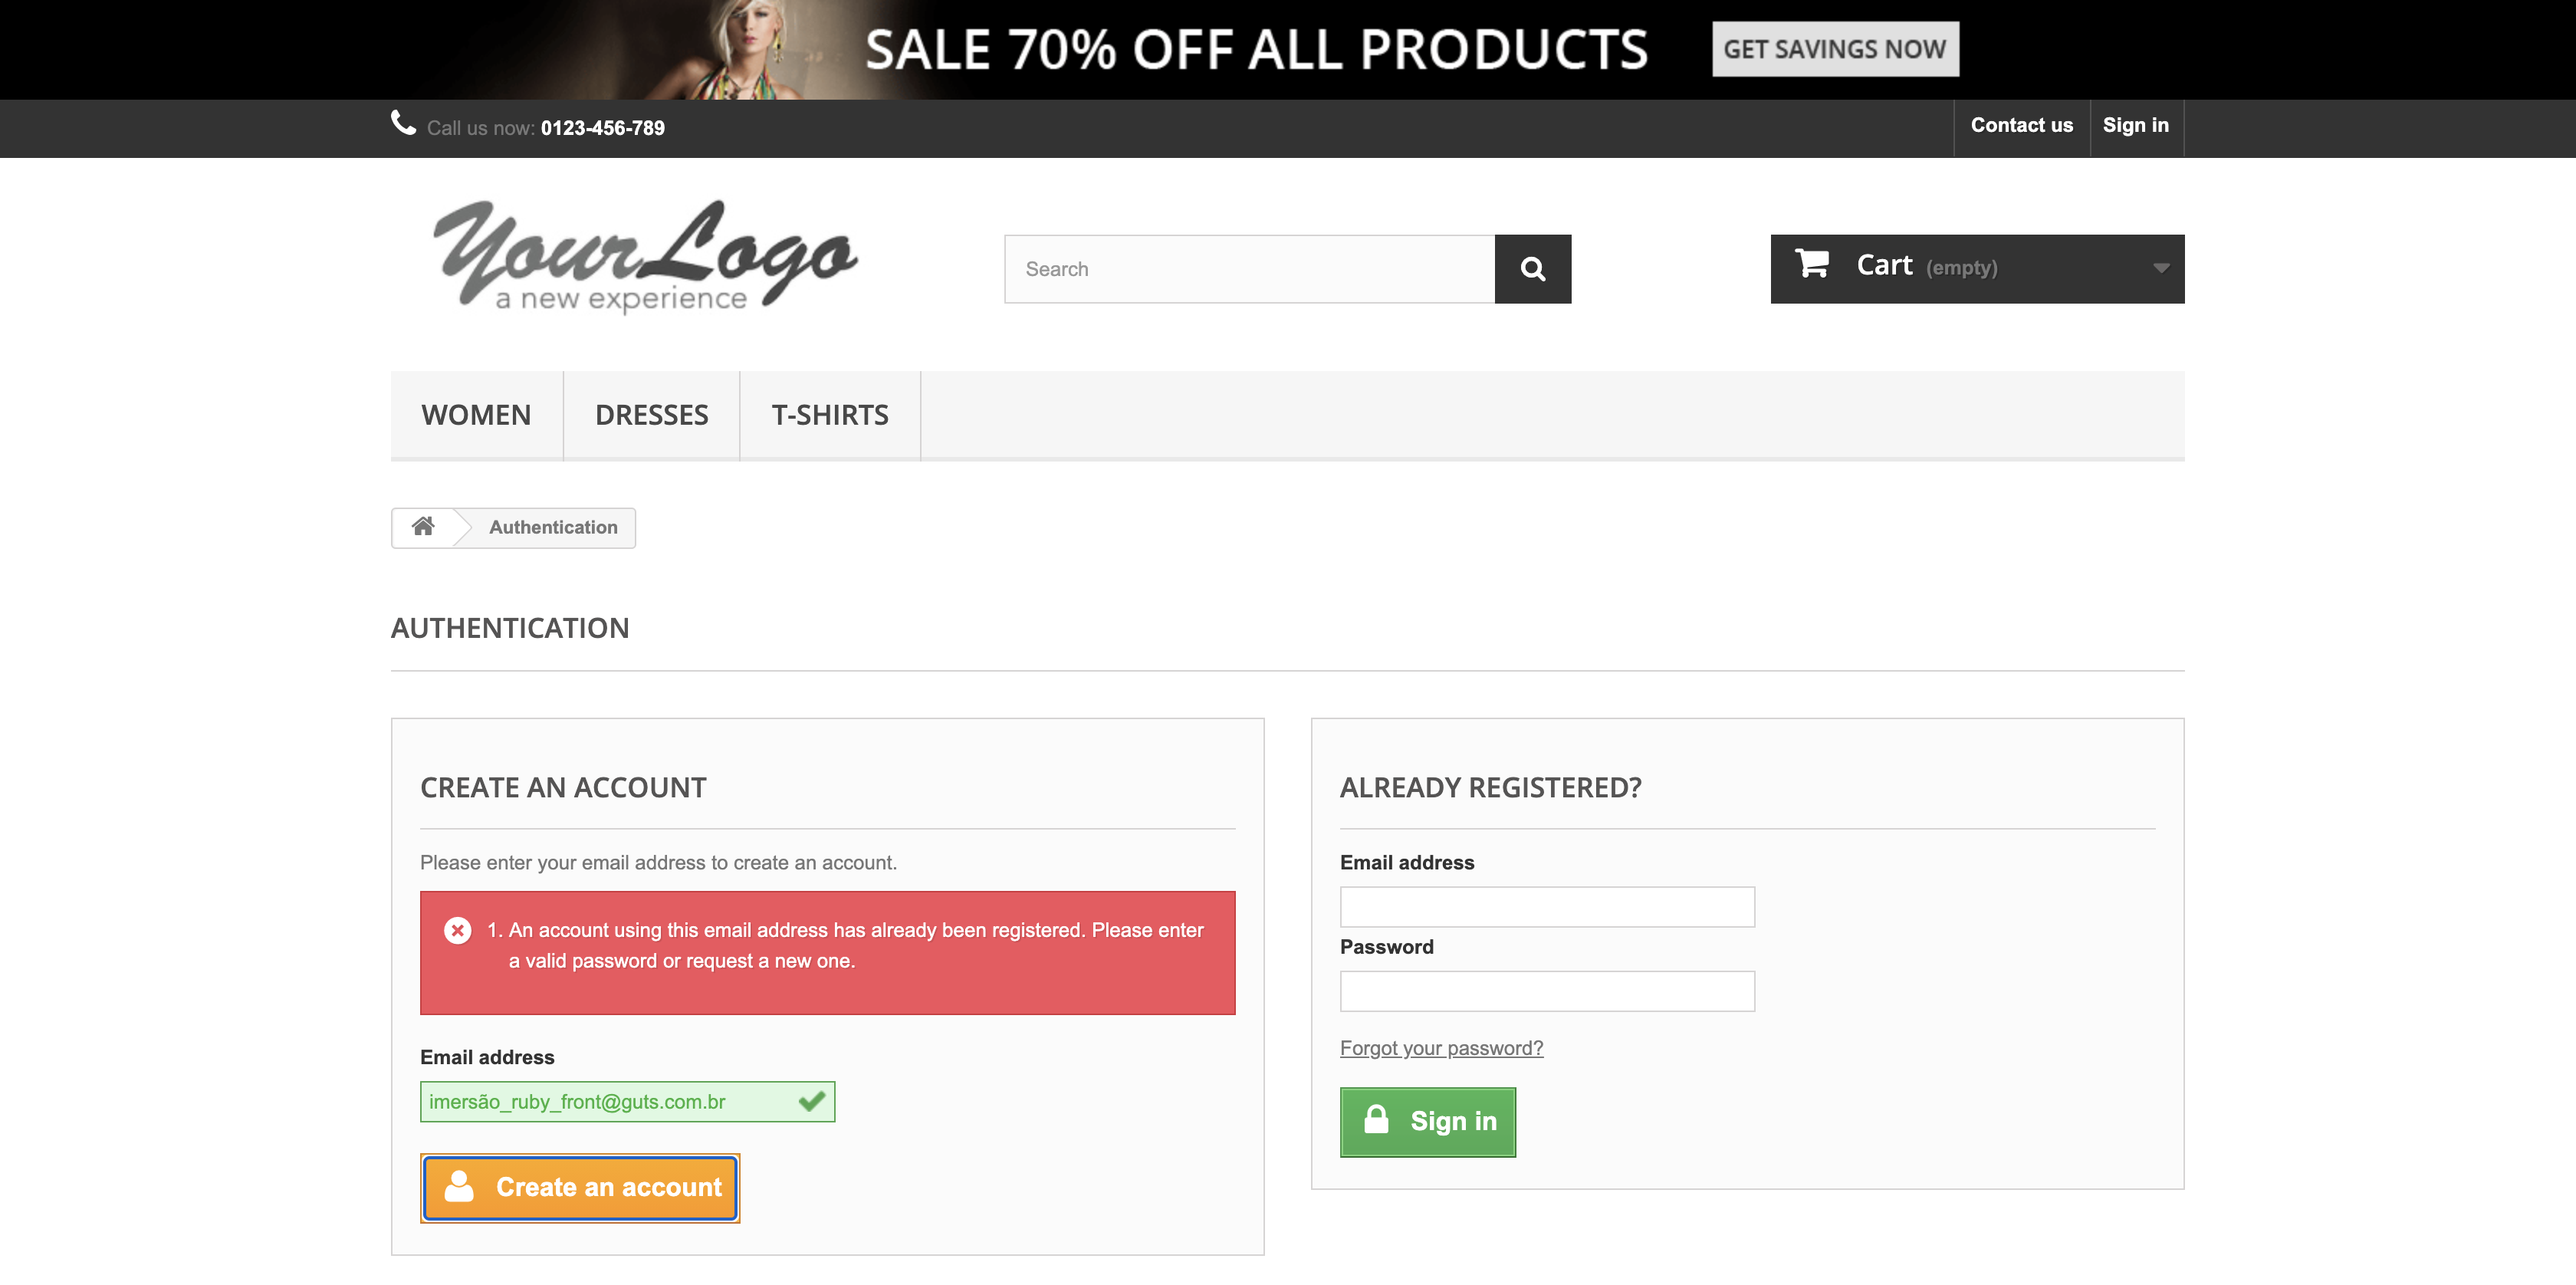 SALE 70% OFF ALL PRODUCTS GET SAVINGS NOW
Call us now: 0123-456-789 Contact us Sign in
Your Logo
a new experience
Search
Cart (empty)
WOMEN DRESSES T-SHIRTS
Authentication
AUTHENTICATION
CREATE AN ACCOUNT
Please enter your email address to create an account.
1. An account using this email address has already been registered. Please enter
a valid password or request a new one.
Email address
imersão_ruby_front@guts.com.br
Create an account
ALREADY REGISTERED?
Email address
Password
Forgot your password?
Sign in